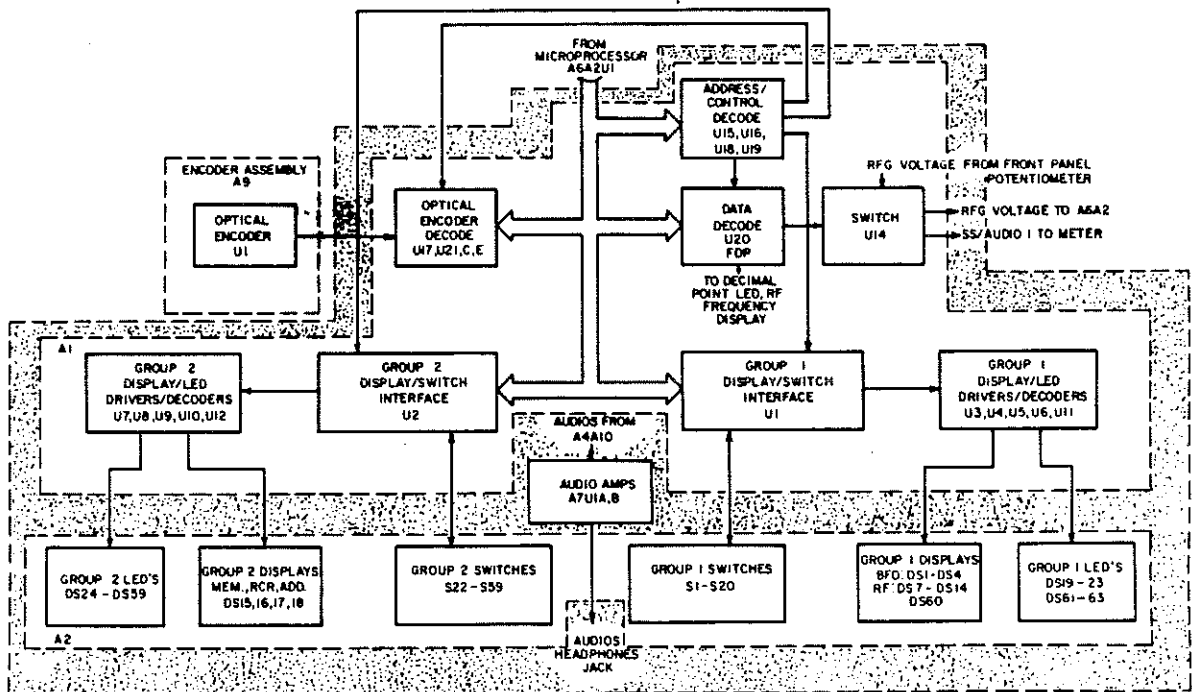 FROM
MICROPROCESSOR
A6A2U1
ADDRESS/
CONTROL
DECODE
U15,U16,
U18,U19
RFG VOLTAGE FROM FRONT PANEL
POTENTIOMETER
ENCODER ASSEMBLY
A9
OPTICAL
ENCODER
U1
OPTICAL
ENCODER
DECODE
U17,U21,C,E
DATA
DECODE
U20
FDP
SWITCH
U14
RFG VOLTAGE TO A6A2
SS/AUDIO 1 TO METER
TO DECIMAL
POINT LED, RF
FREQUENCY
DISPLAY
A1
GROUP 2
DISPLAY/LED
DRIVERS/DECODERS
U7,U8,U9,U10,U12
GROUP 2
DISPLAY/SWITCH
INTERFACE
U2
GROUP 1
DISPLAY/SWITCH
INTERFACE
U1
GROUP 1
DISPLAY/LED
DRIVERS/DECODERS
U3,U4,U5,U6,U11
AUDIOS FROM
A4A10
AUDIO AMPS
A7U1A,B
GROUP 2 LED'S
DS24-DS59
GROUP 2 DISPLAYS
MEM.,RCR,ADD.
DS15,16,17,18
GROUP 2 SWITCHES
S22-S59
GROUP 1 SWITCHES
S1-S20
GROUP 1 DISPLAYS
BFO: DS1-DS4
RF: DS7-DS14
DS60
GROUP 1 LED'S
DS19-23
DS61-63
A2
AUDIOS
HEADPHONES
JACK